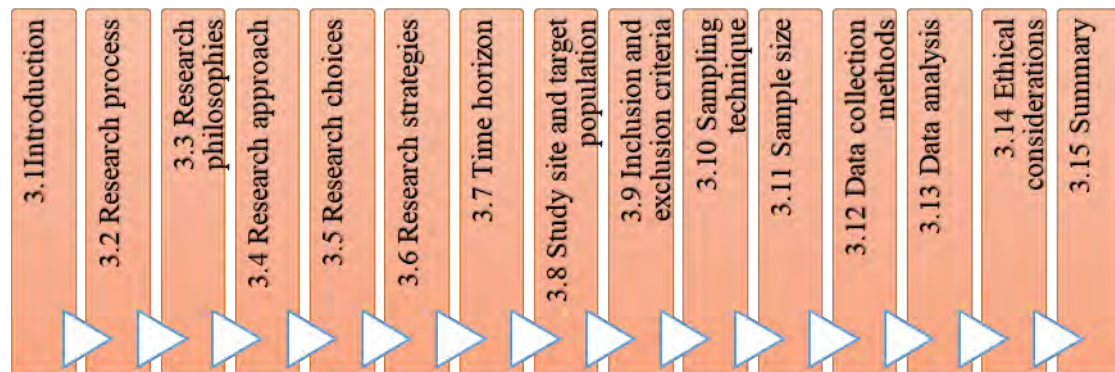 3.1Introduction
3.2 Research process
3.3 Research
philosophies
3.4 Research approach
3.5 Research choices
3.6 Research strategies
3.7 Time horizon
3.8 Study site and target
population
3.9 Inclusion and
exclusion criteria
3.10 Sampling
technique
3.11 Sample size
3.12 Data collection
methods
3.13 Data analysis
3.14 Ethical
considerations
3.15 Summary